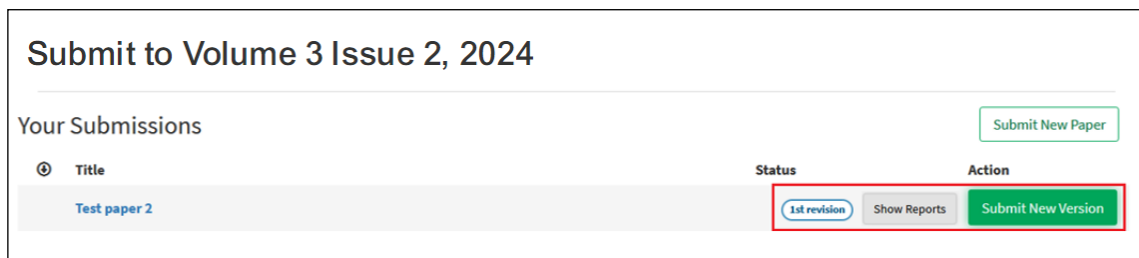 Submit to Volume 3 Issue 2, 2024
Your Submissions
Submit New Paper
Title Status Action
Test paper 2 1st revision Show Reports Submit New Version